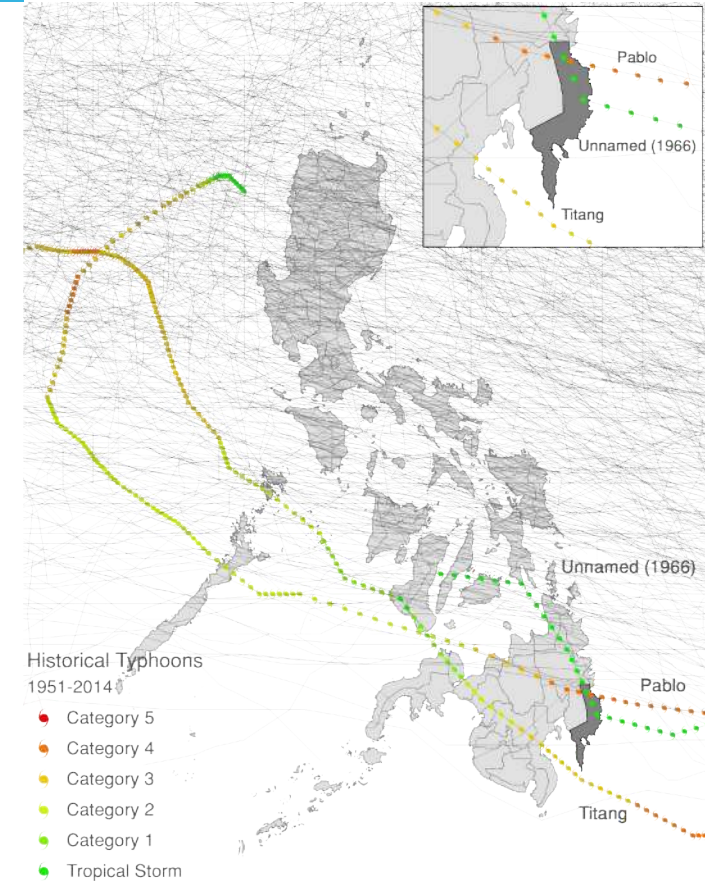 Pablo
Unnamed (1966)
Titang
Unnamed (1966)
Pablo
Titang
Historical Typhoons
1951-2014
Category 5
Category 4
Category 3
Category 2
Category 1
Tropical Storm